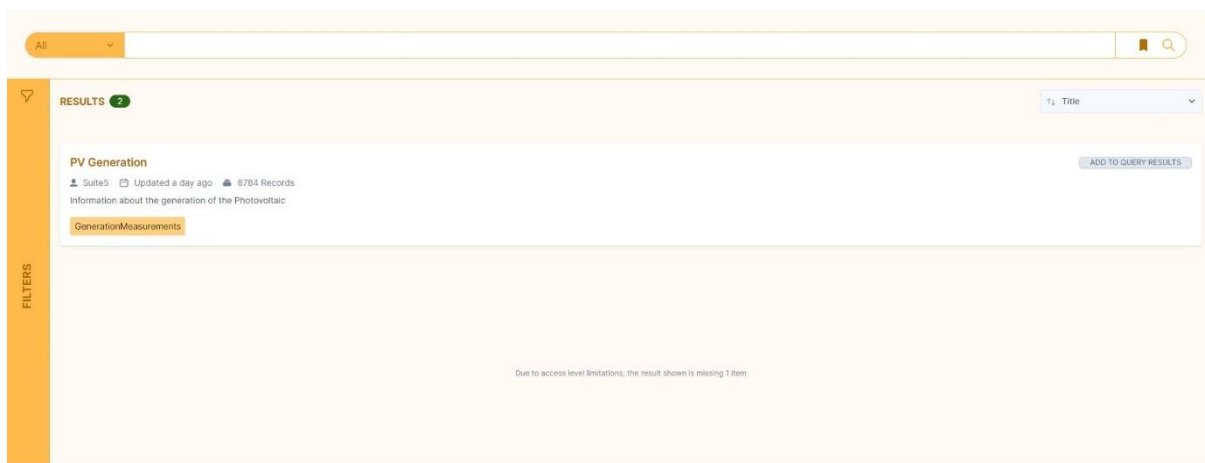 All
RESULTS 2
Title
PV Generation
ADD TO QUERY RESULTS
Suite5 Updated a day ago 8784 Records
Information about the generation of the Photovoltaic
GenerationMeasurements
FILTERS
Due to access level limitations, the result shown is missing 1 item